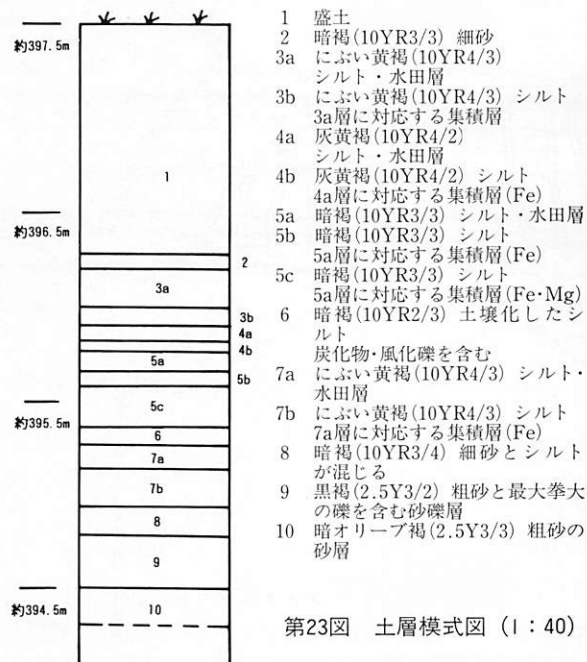 約397.5m
約396.5m
約395.5m
約394.5m
1
2
3a
3b
4a
4b
5a
5b
5c
6
7a
7b
8
9
10
1 盛土
2 暗褐(10YR3/3) 細砂
3a にぶい黄褐(10YR4/3)
シルト・水田層
3b にぶい黄褐(10YR4/3) シルト
3a層に対応する集積層
4a 灰黄褐(10YR4/2)
シルト・水田層
4b 灰黄褐(10YR4/2) シルト
4a層に対応する集積層(Fe)
5a 暗褐(10YR3/3) シルト・水田層
5b 暗褐(10YR3/3) シルト
5a層に対応する集積層(Fe)
5c 暗褐(10YR3/3) シルト
5a層に対応する集積層(Fe・Mg)
6 暗褐(10YR2/3) 土壌化したシ
ルト
炭化物・風化礫を含む
7a にぶい黄褐(10YR4/3) シルト・
水田層
7b にぶい黄褐(10YR4/3) シルト
7a層に対応する集積層(Fe)
8 暗褐(10YR3/4) 細砂とシルト
が混じる
9 黒褐(2.5Y3/2) 粗砂と最大拳大
の礫を含む砂礫層
10 暗オリーブ褐(2.5Y3/3) 粗砂の
砂層
第23図 土層模式図 (1:40)